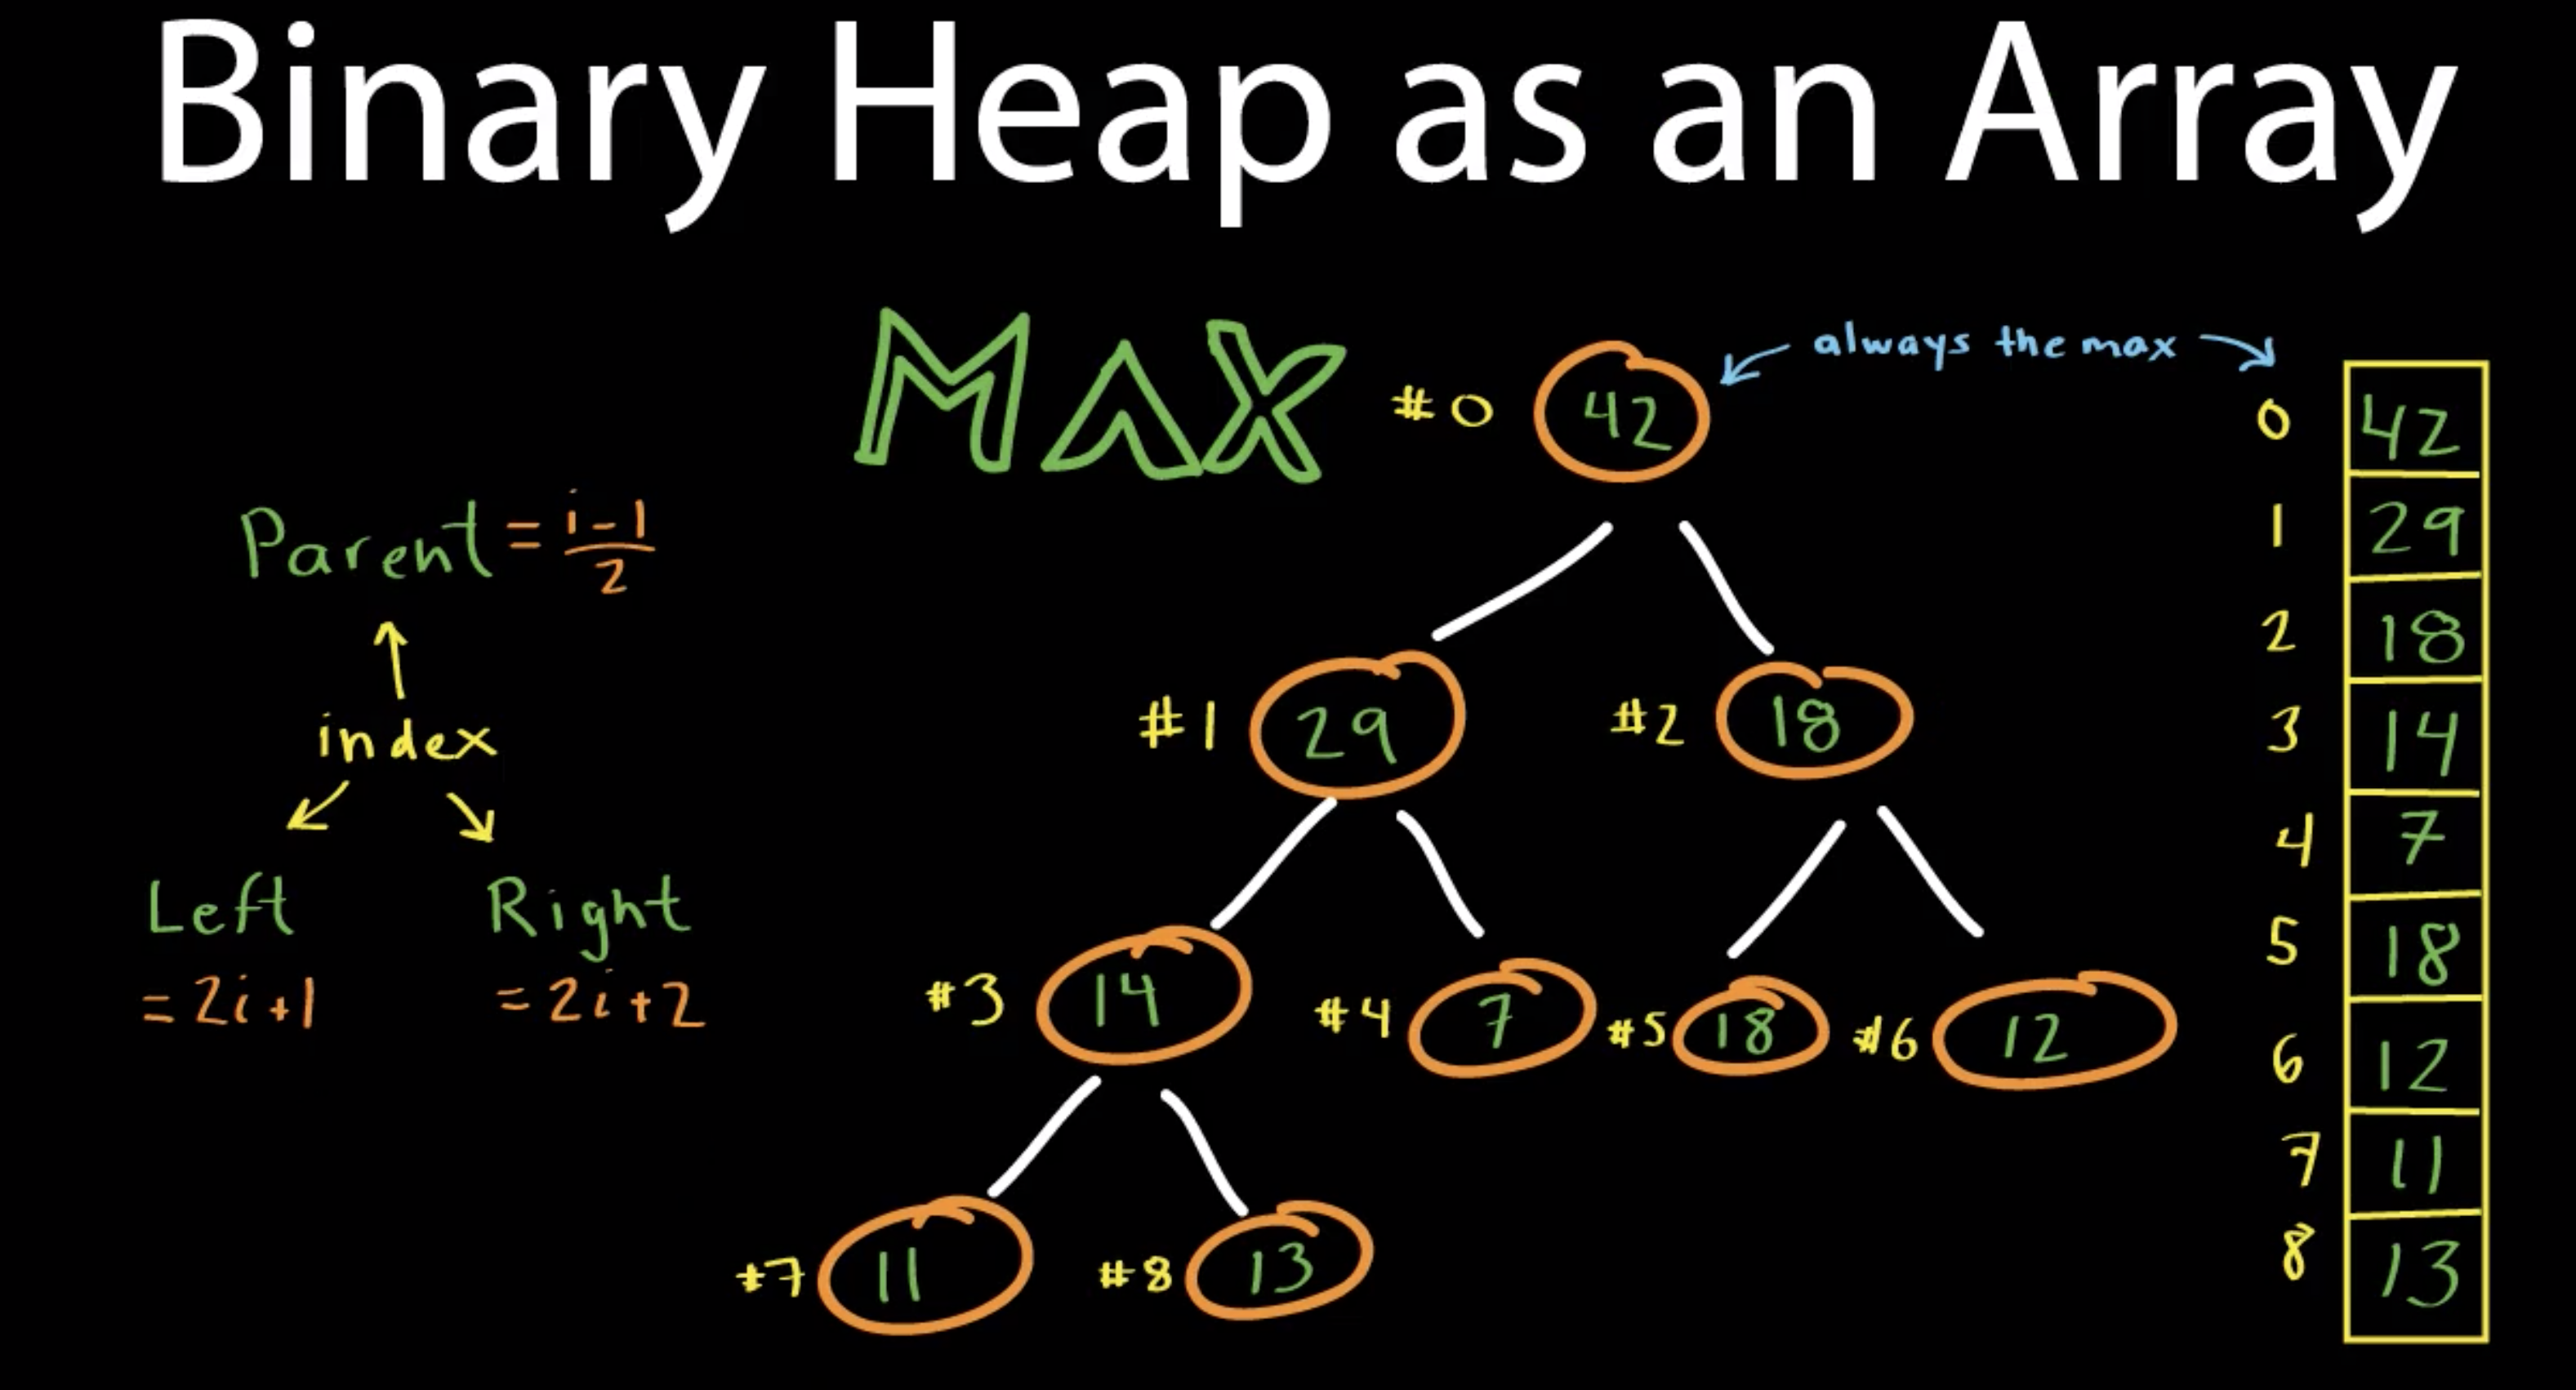 Binary Heap as an Array
MAX
always the max
#0 42
Parent = i-1
2
index
Left
= 2i+1
Right
= 2i+2
#1 29
#2 18
#3 14
#4 7
#5 18
#6 12
#7 11
#8 13
0 42
1 29
2 18
3 14
4 7
5 18
6 12
7 11
8 13